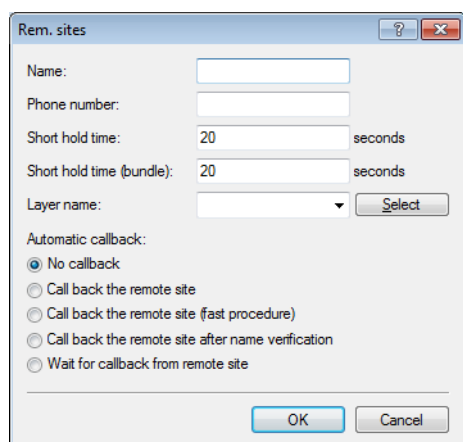 Rem. sites
Name:
Phone number:
Short hold time: 20 seconds
Short hold time (bundle): 20 seconds
Layer name: Select
Automatic callback:
No callback
Call back the remote site
Call back the remote site (fast procedure)
Call back the remote site after name verification
Wait for callback from remote site
OK Cancel